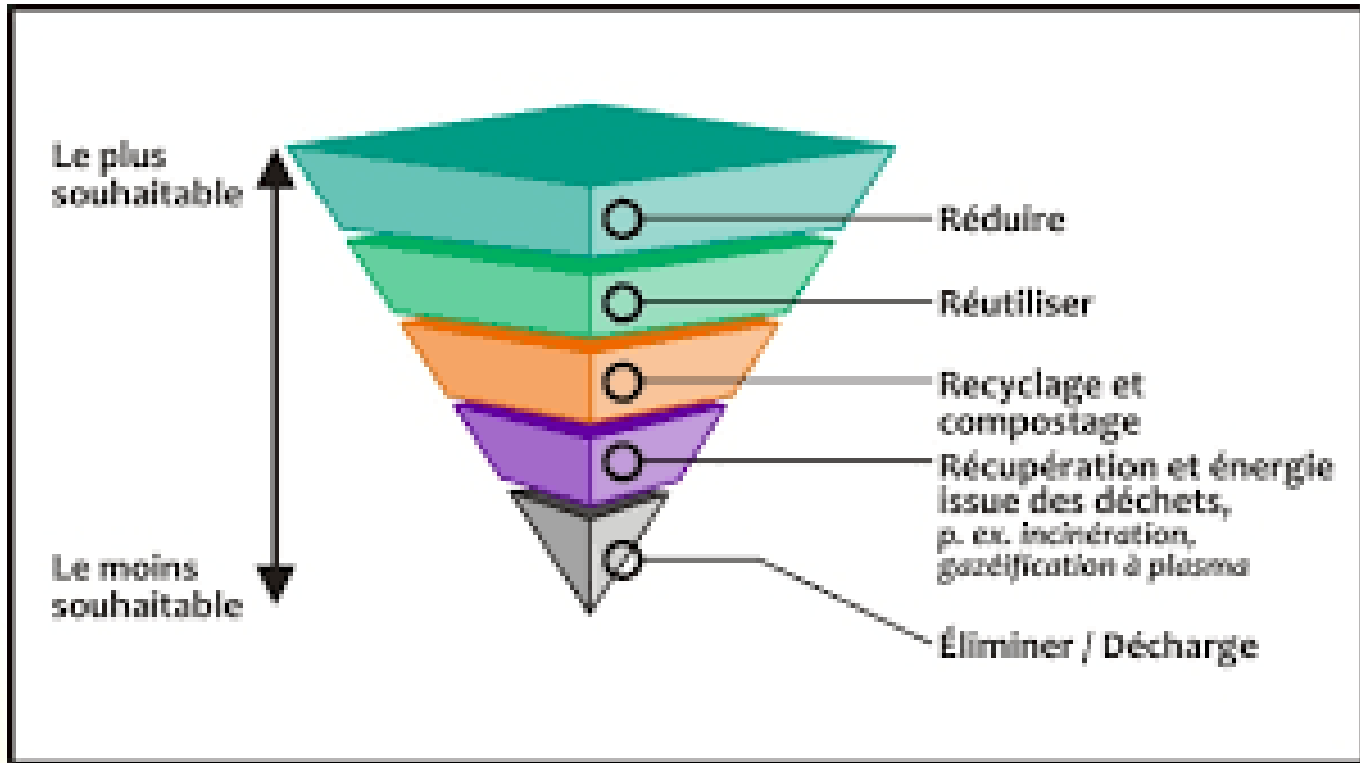 Le plus
souhaitable
Réduire
Réutiliser
Recyclage et
compostage
Récupération et énergie
issue des déchets,
p. ex. incinération,
gazéification à plasma
Le moins
souhaitable
Éliminer / Décharge